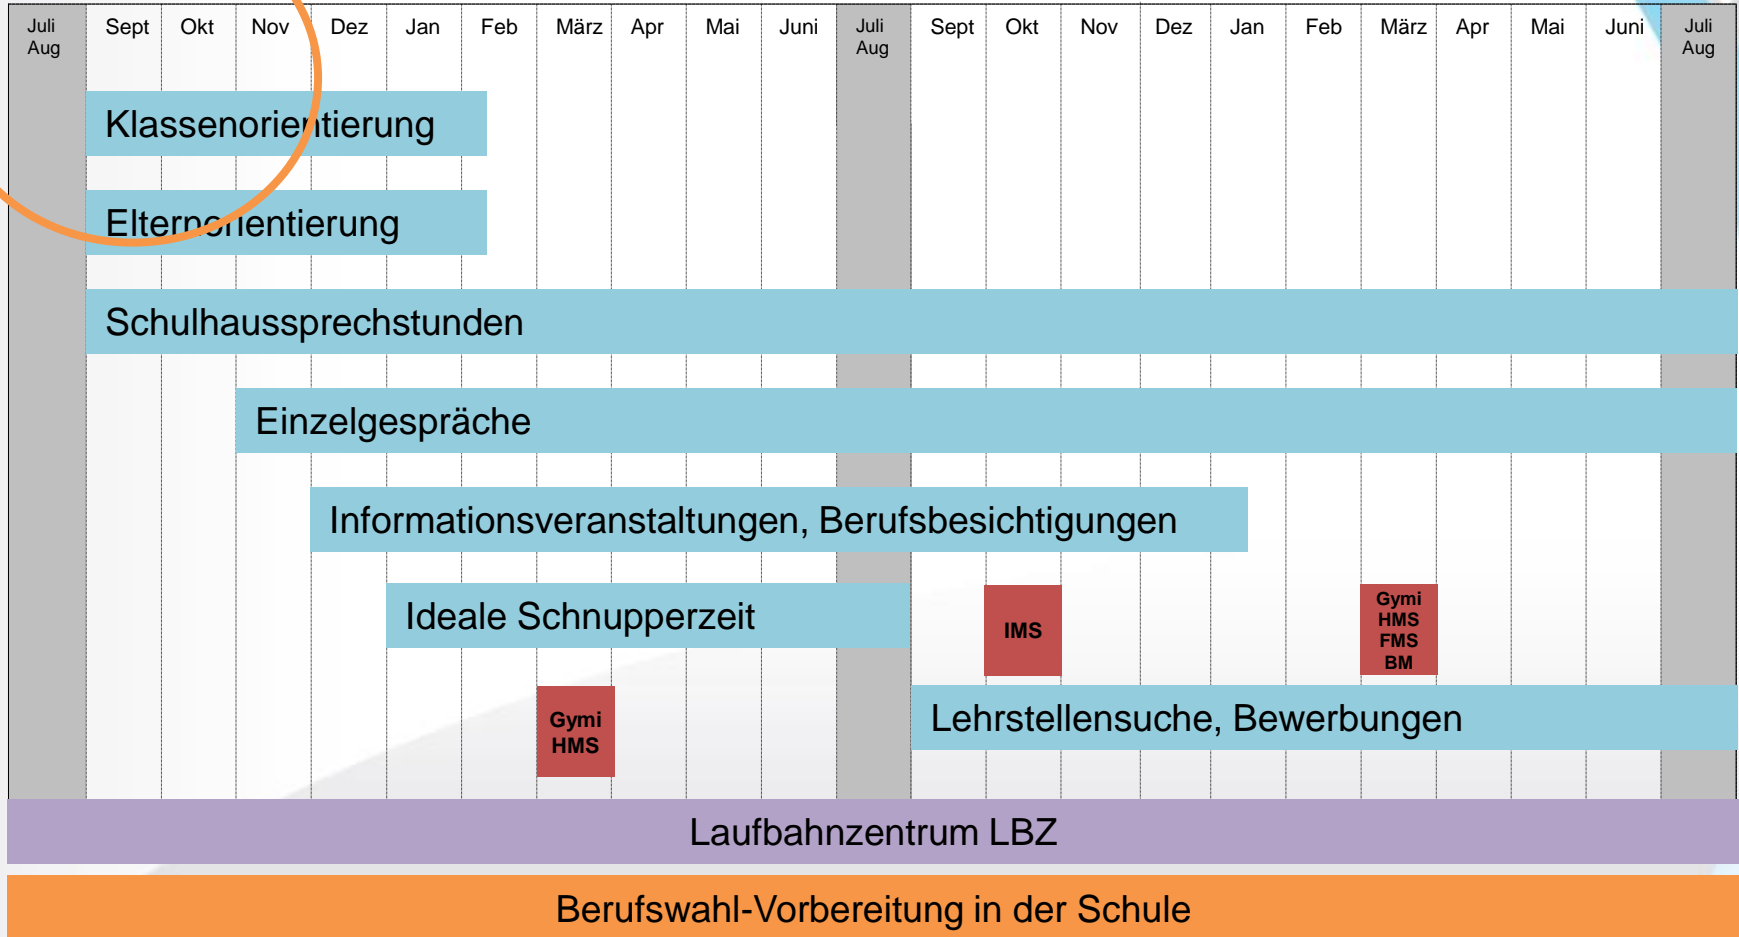 Juli Sept Okt Nov Dez Jan Feb März Apr Mai Juni Juli Sept Okt Nov Dez Jan Feb März Apr Mai Juni Juli
Aug Aug Aug
Klassenorientierung
Elternorientierung
Schulhaussprechstunden
Einzelgespräche
Informationsveranstaltungen, Berufsbesichtigungen
Ideale Schnupperzeit
IMS
Gymi
HMS
FMS
BM
Gymi
HMS
Lehrstellensuche, Bewerbungen
Laufbahnzentrum LBZ
Berufswahl-Vorbereitung in der Schule